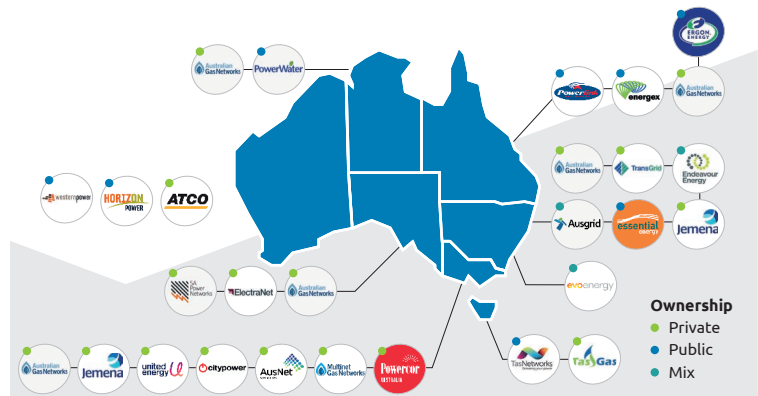 ERGON
ENERGY
Australian
Gas Networks
PowerWater
Powerlink
energex
Australian
Gas Networks
Australian
Gas Networks
TransGrid
Endeavour
Energy
westernpower
HORIZON
POWER
ATCO
Ausgrid
essential
energy
Jemena
SA
Power
Networks
ElectraNet
Australian
Gas Networks
evoenergy
Ownership
Private
Public
Mix
Australian
Gas Networks
Jemena
united
energy
citypower
AusNet
Multinet
Gas Networks
Powercor
AUSTRALIA
TasNetworks
TasGas